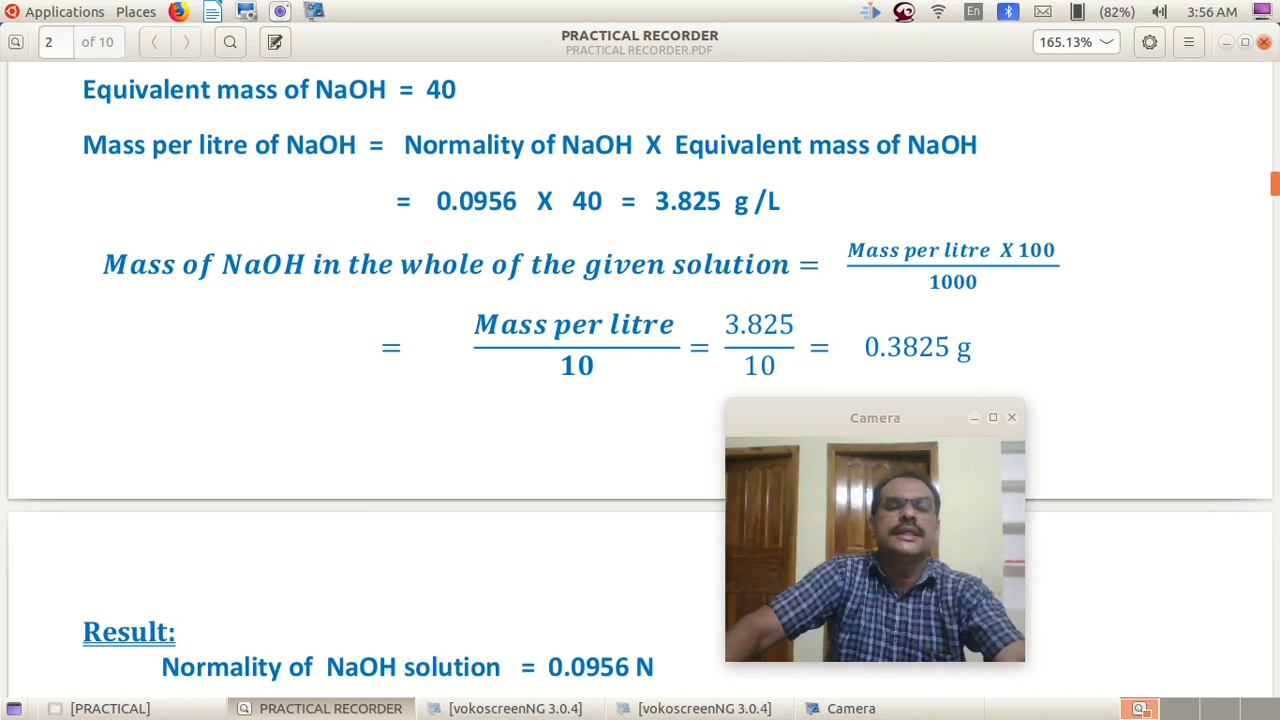 Applications Places En (82%) 3:56 AM
2 of 10 PRACTICAL RECORDER 165.13%
PRACTICAL RECORDER.PDF
Equivalent mass of NaOH = 40
Mass per litre of NaOH = Normality of NaOH X Equivalent mass of NaOH
= 0.0956 X 40 = 3.825 g /L
Mass of NaOH in the whole of the given solution = Mass per litre X 100
1000
= Mass per litre = 3.825 = 0.3825 g
10 10
Camera
Result:
Normality of NaOH solution = 0.0956 N
[PRACTICAL] PRACTICAL RECORDER [vokoscreenNG 3.0.4] [vokoscreenNG 3.0.4] Camera